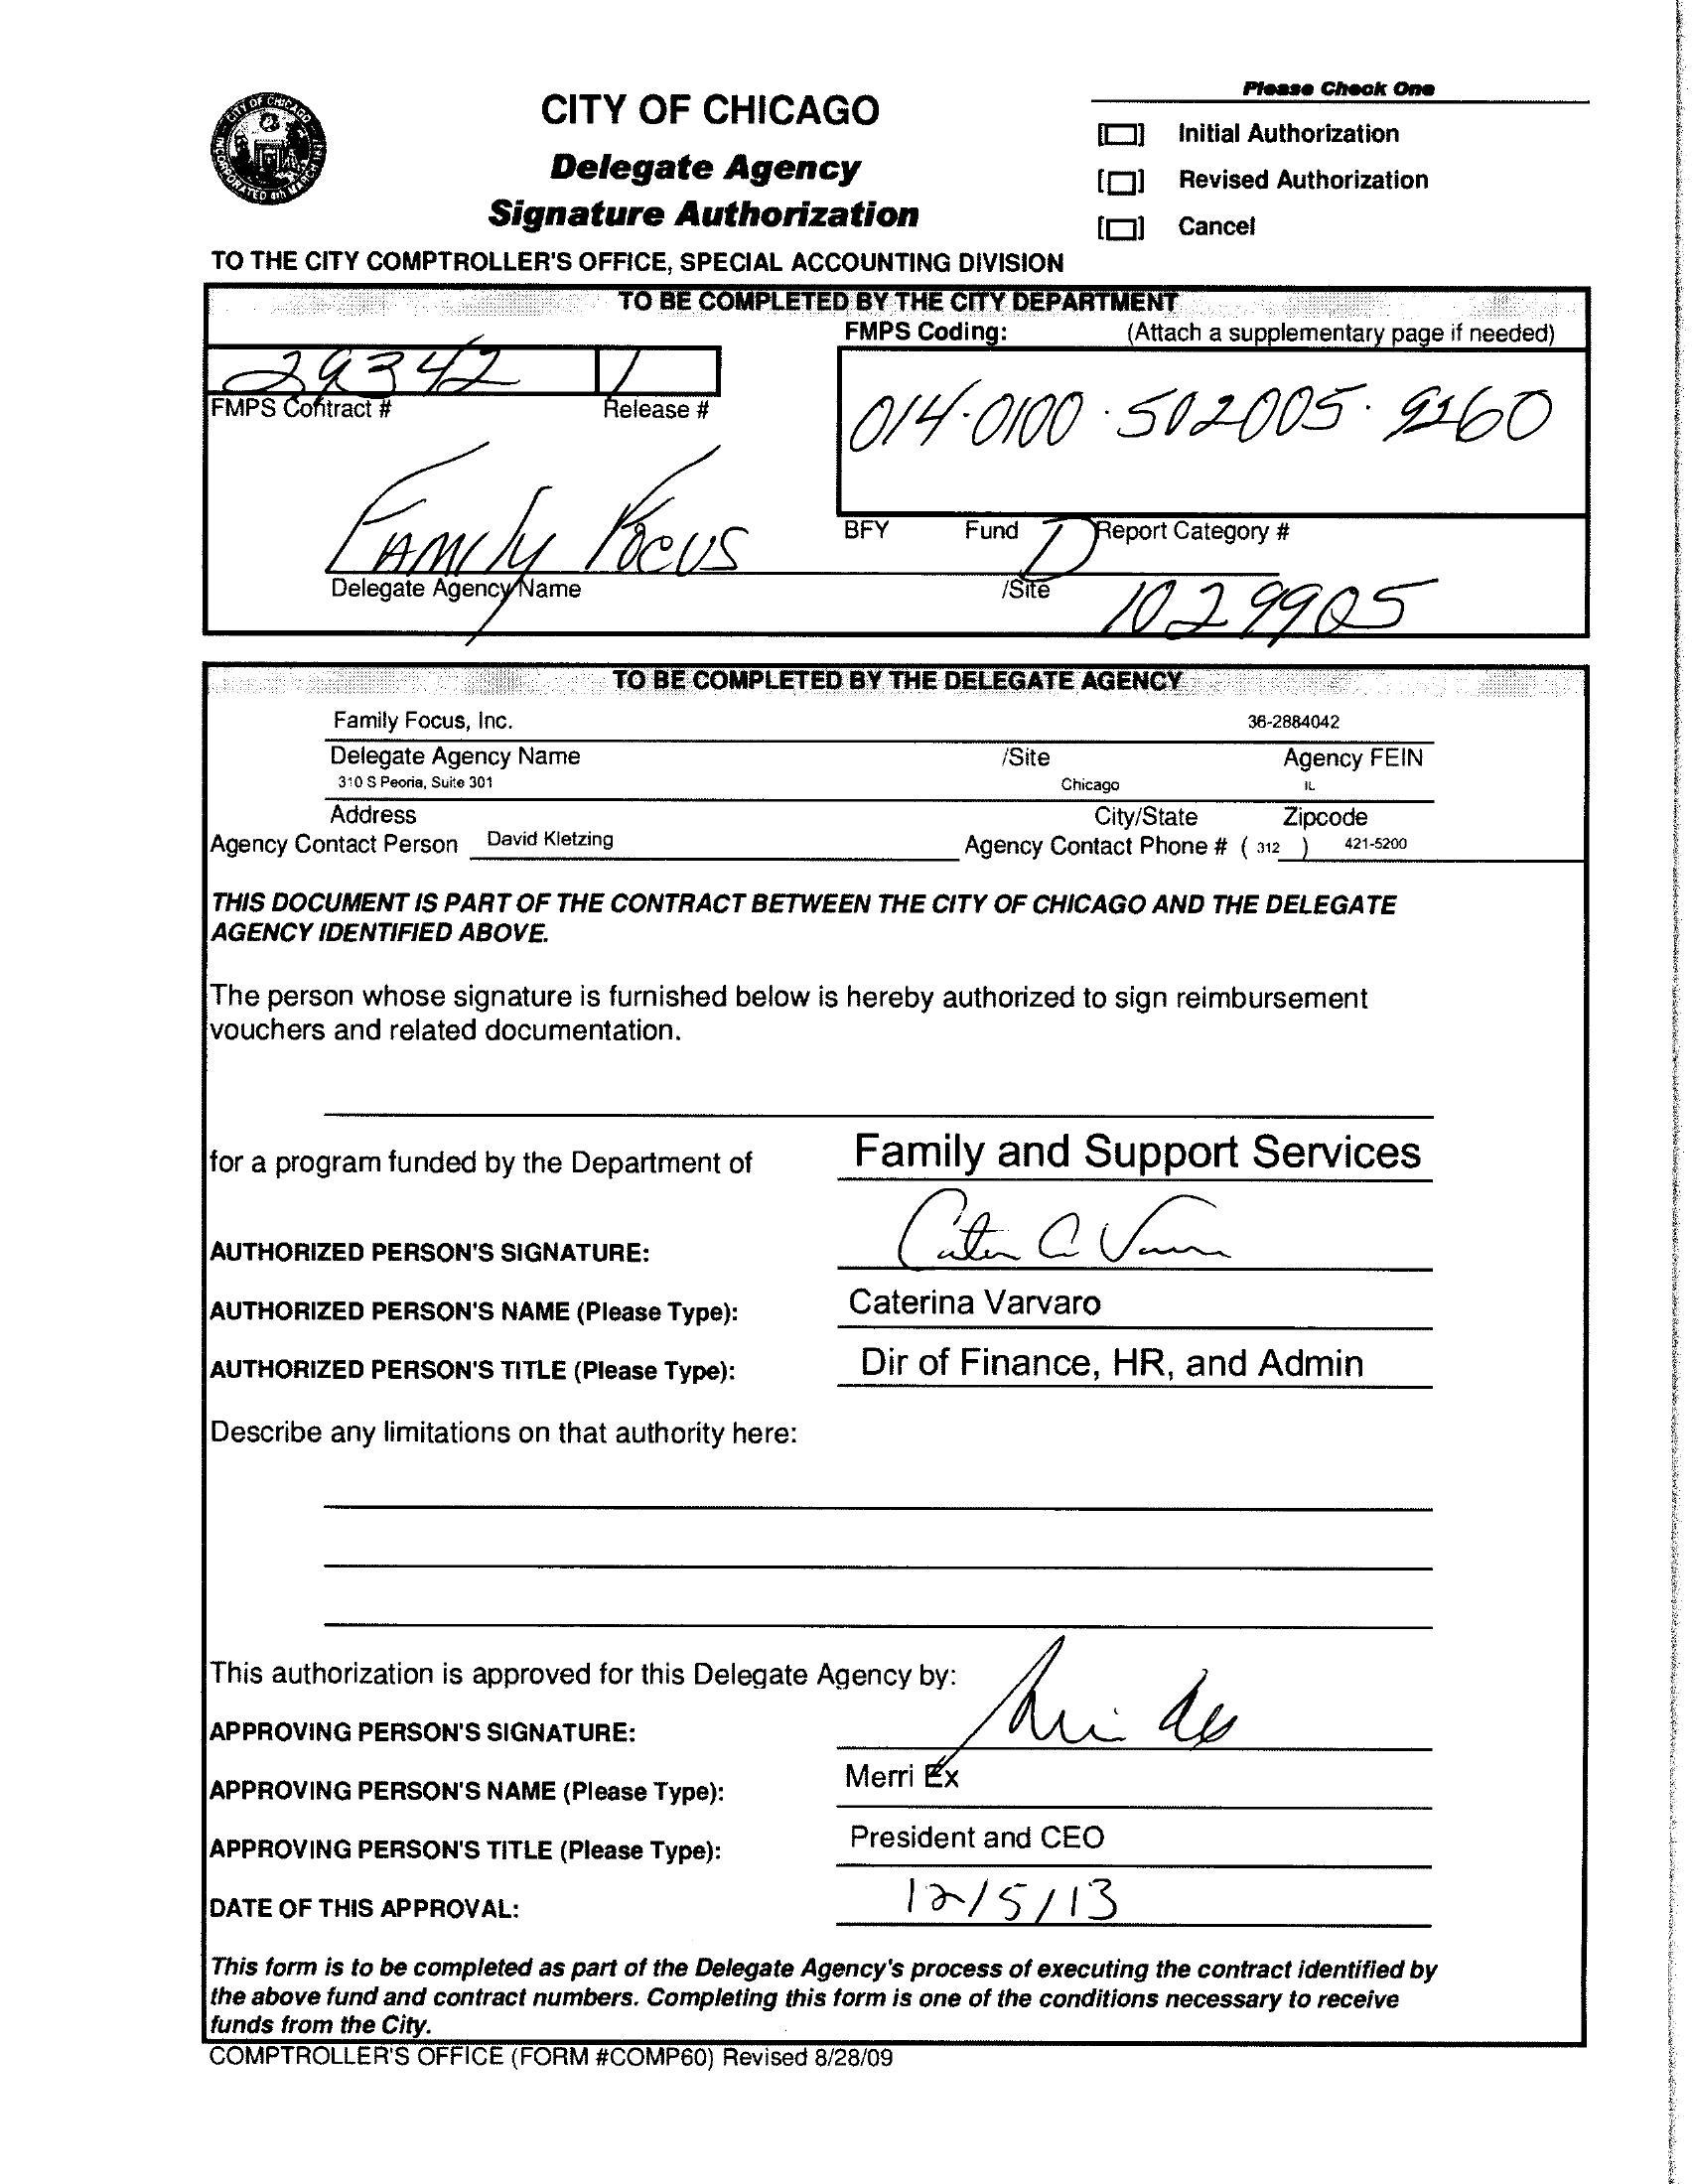 Please Check One
CITY OF CHICAGO
Initial Authorization
Delegate Agency
Revised Authorization
Signature Authorization
Cancel
TO THE CITY COMPTROLLER'S OFFICE, SPECIAL ACCOUNTING DIVISION
TO BE COMPLETED BY THE CITY DEPARTMENT
FMPS Coding: (Attach a supplementary page if needed)
29342 1
FMPS Contract # Release #
014·0100·502005·9260
BFY Fund Report Category #
Family Focus D
Delegate Agency Name /Site
1029905
TO BE COMPLETED BY THE DELEGATE AGENCY
Family Focus, Inc. 36-2884042
Delegate Agency Name /Site Agency FEIN
310 S Peoria, Suite 301 Chicago IL
Address City/State Zipcode
Agency Contact Person David Kletzing Agency Contact Phone # ( 312 ) 421-5200
THIS DOCUMENT IS PART OF THE CONTRACT BETWEEN THE CITY OF CHICAGO AND THE DELEGATE
AGENCY IDENTIFIED ABOVE.
The person whose signature is furnished below is hereby authorized to sign reimbursement
vouchers and related documentation.
for a program funded by the Department of Family and Support Services
AUTHORIZED PERSON'S SIGNATURE:
AUTHORIZED PERSON'S NAME (Please Type): Caterina Varvaro
AUTHORIZED PERSON'S TITLE (Please Type): Dir of Finance, HR, and Admin
Describe any limitations on that authority here:
This authorization is approved for this Delegate Agency by:
APPROVING PERSON'S SIGNATURE:
APPROVING PERSON'S NAME (Please Type): Merri Ex
APPROVING PERSON'S TITLE (Please Type): President and CEO
DATE OF THIS APPROVAL: 12/5/13
This form is to be completed as part of the Delegate Agency's process of executing the contract identified by
the above fund and contract numbers. Completing this form is one of the conditions necessary to receive
funds from the City.
COMPTROLLER'S OFFICE (FORM #COMP60) Revised 8/28/09